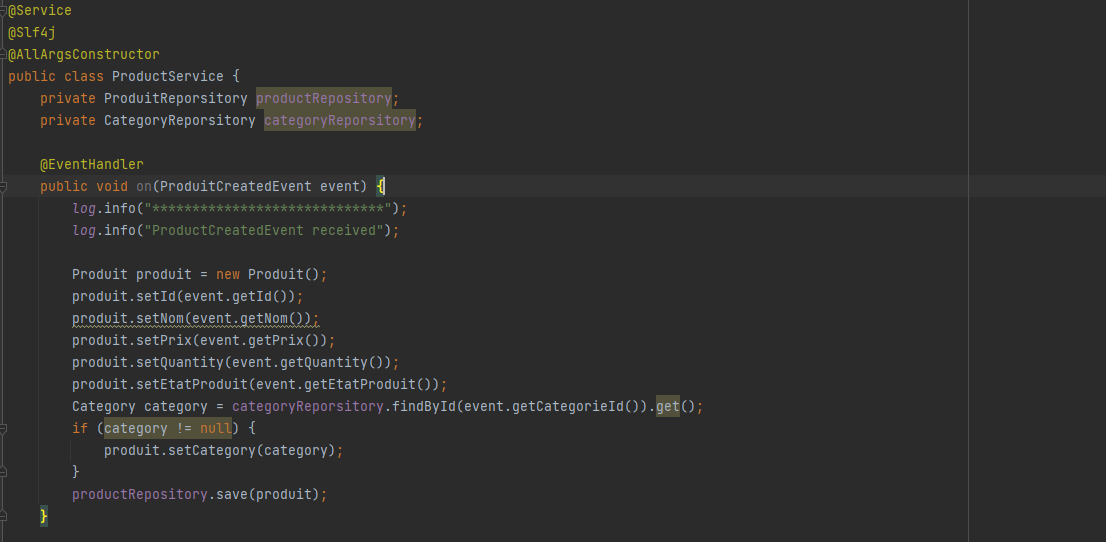 @Service
@Slf4j
@AllArgsConstructor
public class ProductService {
    private ProduitReporsitory productRepository;
    private CategoryReporsitory categoryReporsitory;
    @EventHandler
    public void on(ProduitCreatedEvent event) {
        log.info("*****************************");
        log.info("ProductCreatedEvent received");
        Produit produit = new Produit();
        produit.setId(event.getId());
        produit.setNom(event.getNom());
        produit.setPrix(event.getPrix());
        produit.setQuantity(event.getQuantity());
        produit.setEtatProduit(event.getEtatProduit());
        Category category = categoryReporsitory.findById(event.getCategorieId()).get();
        if (category != null) {
            produit.setCategory(category);
        }
        productRepository.save(produit);
    }